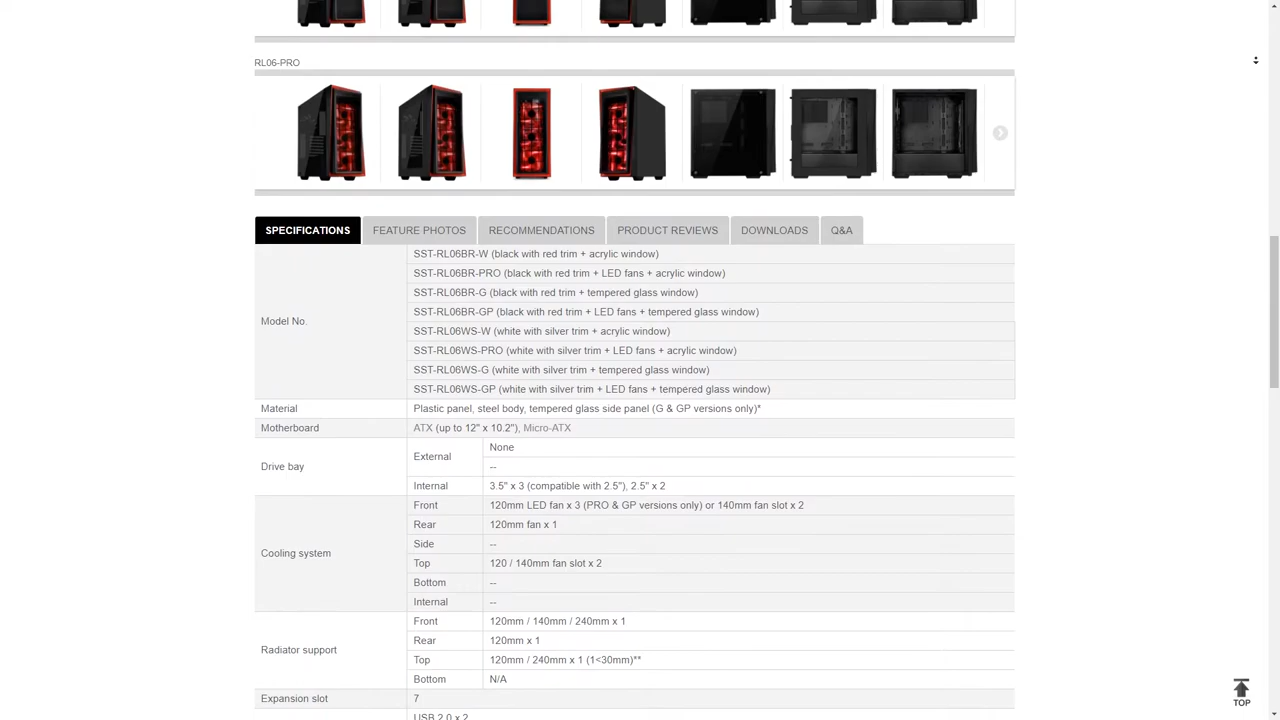 RL06-PRO
SPECIFICATIONS FEATURE PHOTOS RECOMMENDATIONS PRODUCT REVIEWS DOWNLOADS Q&A
Model No.
SST-RL06BR-W (black with red trim + acrylic window)
SST-RL06BR-PRO (black with red trim + LED fans + acrylic window)
SST-RL06BR-G (black with red trim + tempered glass window)
SST-RL06BR-GP (black with red trim + LED fans + tempered glass window)
SST-RL06WS-W (white with silver trim + acrylic window)
SST-RL06WS-PRO (white with silver trim + LED fans + acrylic window)
SST-RL06WS-G (white with silver trim + tempered glass window)
SST-RL06WS-GP (white with silver trim + LED fans + tempered glass window)
Material Plastic panel, steel body, tempered glass side panel (G & GP versions only)*
Motherboard ATX (up to 12" x 10.2"), Micro-ATX
Drive bay
External None
--
Internal 3.5" x 3 (compatible with 2.5"), 2.5" x 2
Cooling system
Front 120mm LED fan x 3 (PRO & GP versions only) or 140mm fan slot x 2
Rear 120mm fan x 1
Side --
Top 120 / 140mm fan slot x 2
Bottom --
Internal --
Radiator support
Front 120mm / 140mm / 240mm x 1
Rear 120mm x 1
Top 120mm / 240mm x 1 (1<30mm)**
Bottom N/A
Expansion slot 7
USB 2.0 x 2
TOP